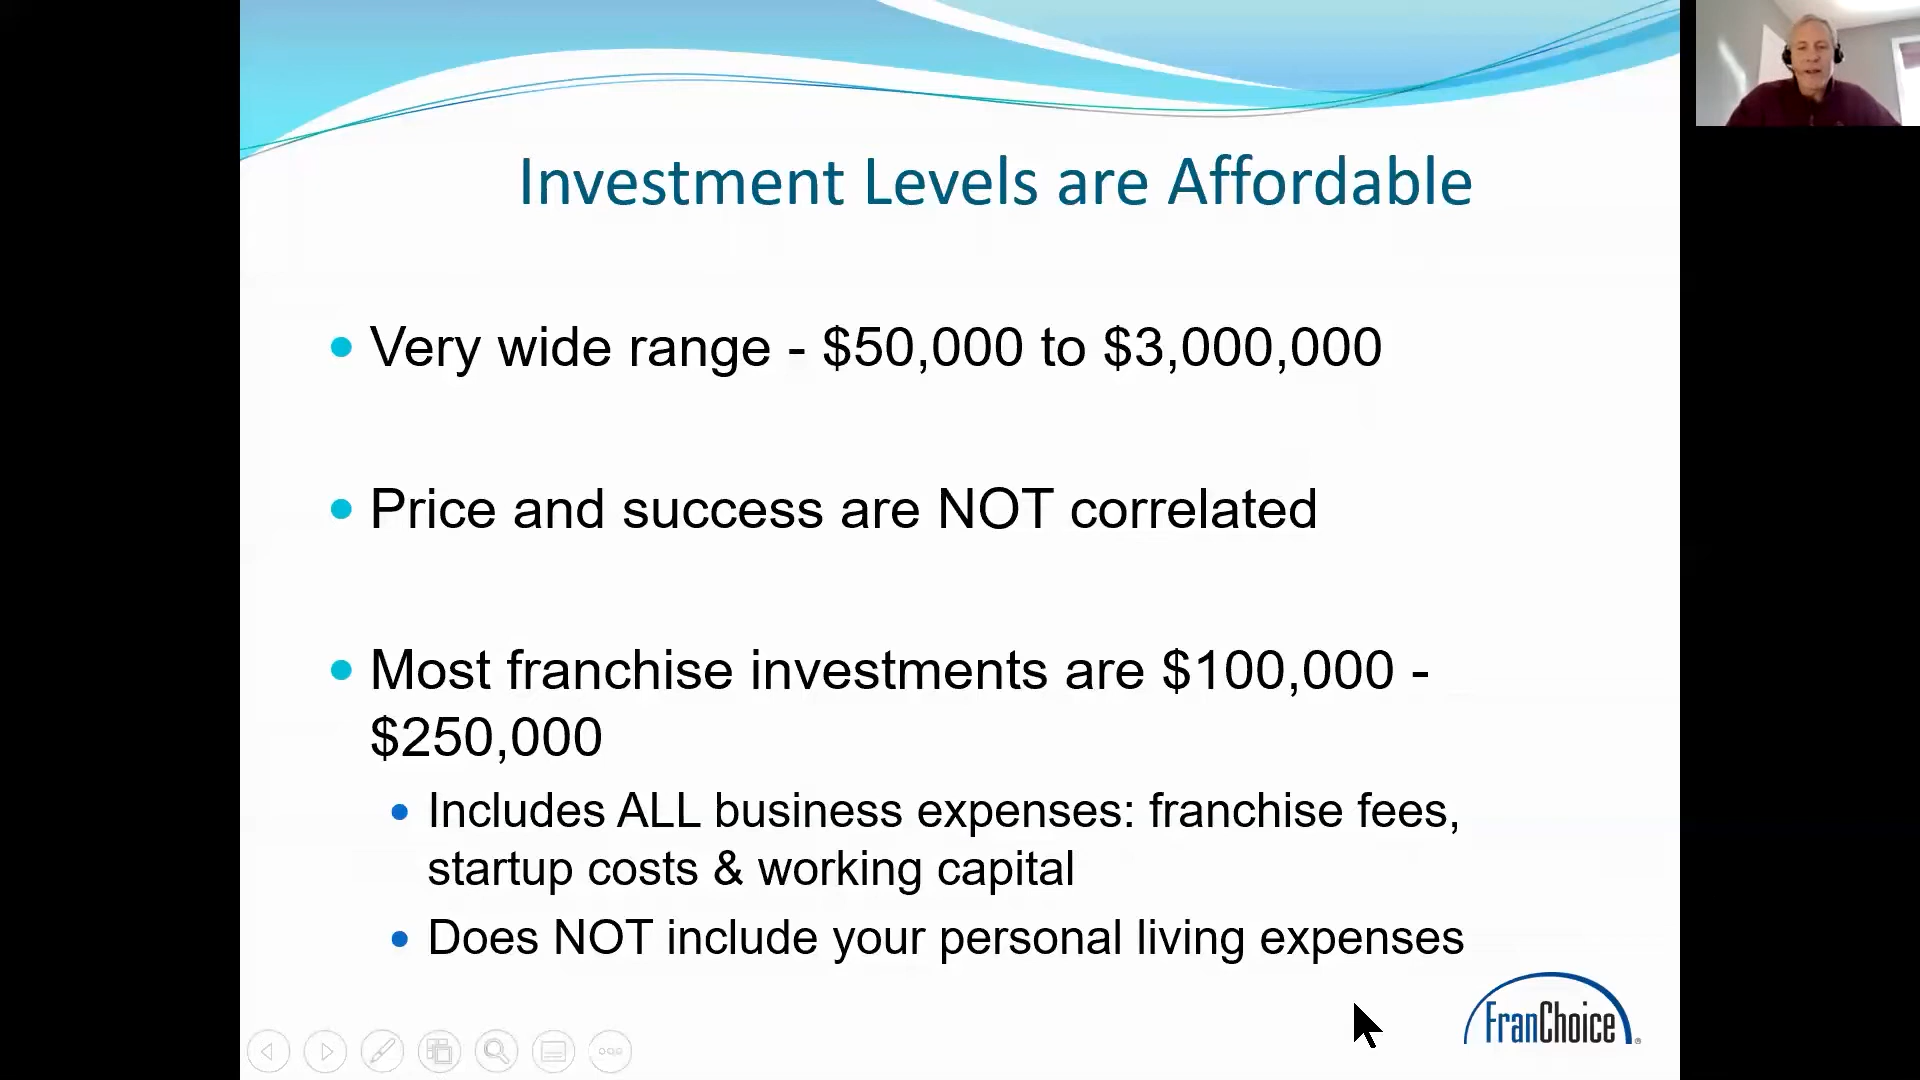 Investment Levels are Affordable
Very wide range - $50,000 to $3,000,000
Price and success are NOT correlated
Most franchise investments are $100,000 -
$250,000
Includes ALL business expenses: franchise fees,
startup costs & working capital
Does NOT include your personal living expenses
FranChoice®